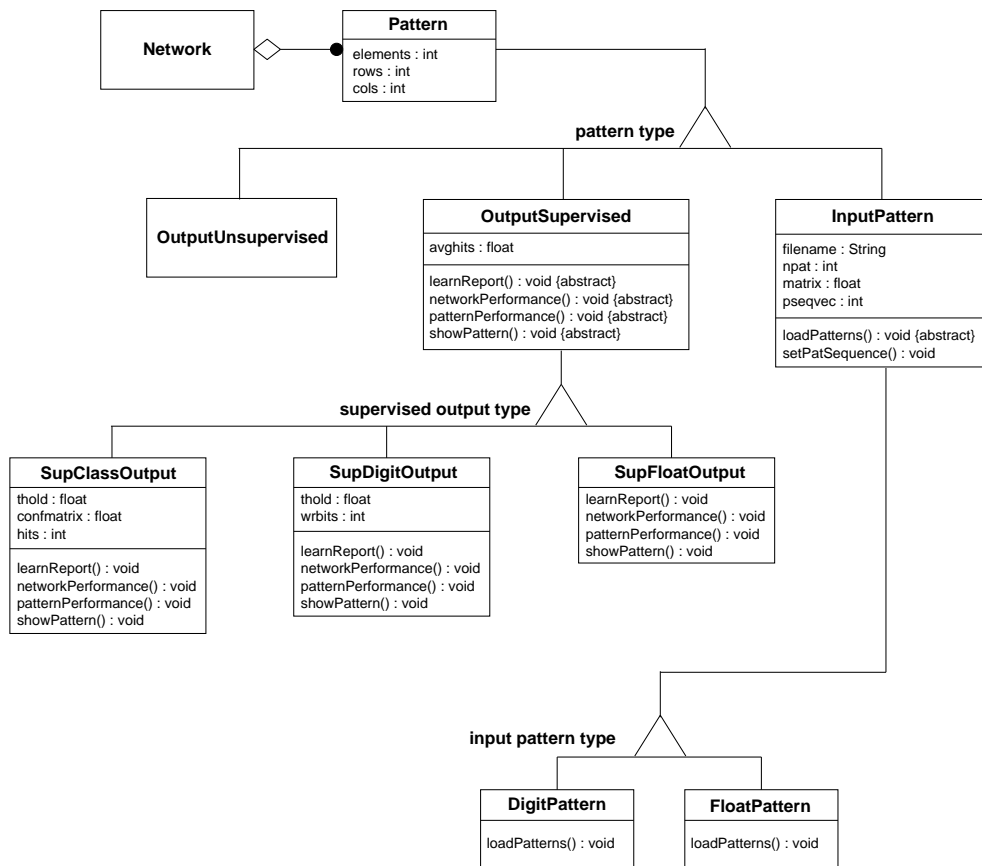 Network
Pattern
elements : int
rows : int
cols : int
pattern type
OutputUnsupervised
OutputSupervised
avghits : float
learnReport() : void {abstract}
networkPerformance() : void {abstract}
patternPerformance() : void {abstract}
showPattern() : void {abstract}
InputPattern
filename : String
npat : int
matrix : float
pseqvec : int
loadPatterns() : void {abstract}
setPatSequence() : void
supervised output type
SupClassOutput
thold : float
confmatrix : float
hits : int
learnReport() : void
networkPerformance() : void
patternPerformance() : void
showPattern() : void
SupDigitOutput
thold : float
wrbits : int
learnReport() : void
networkPerformance() : void
patternPerformance() : void
showPattern() : void
SupFloatOutput
learnReport() : void
networkPerformance() : void
patternPerformance() : void
showPattern() : void
input pattern type
DigitPattern
loadPatterns() : void
FloatPattern
loadPatterns() : void